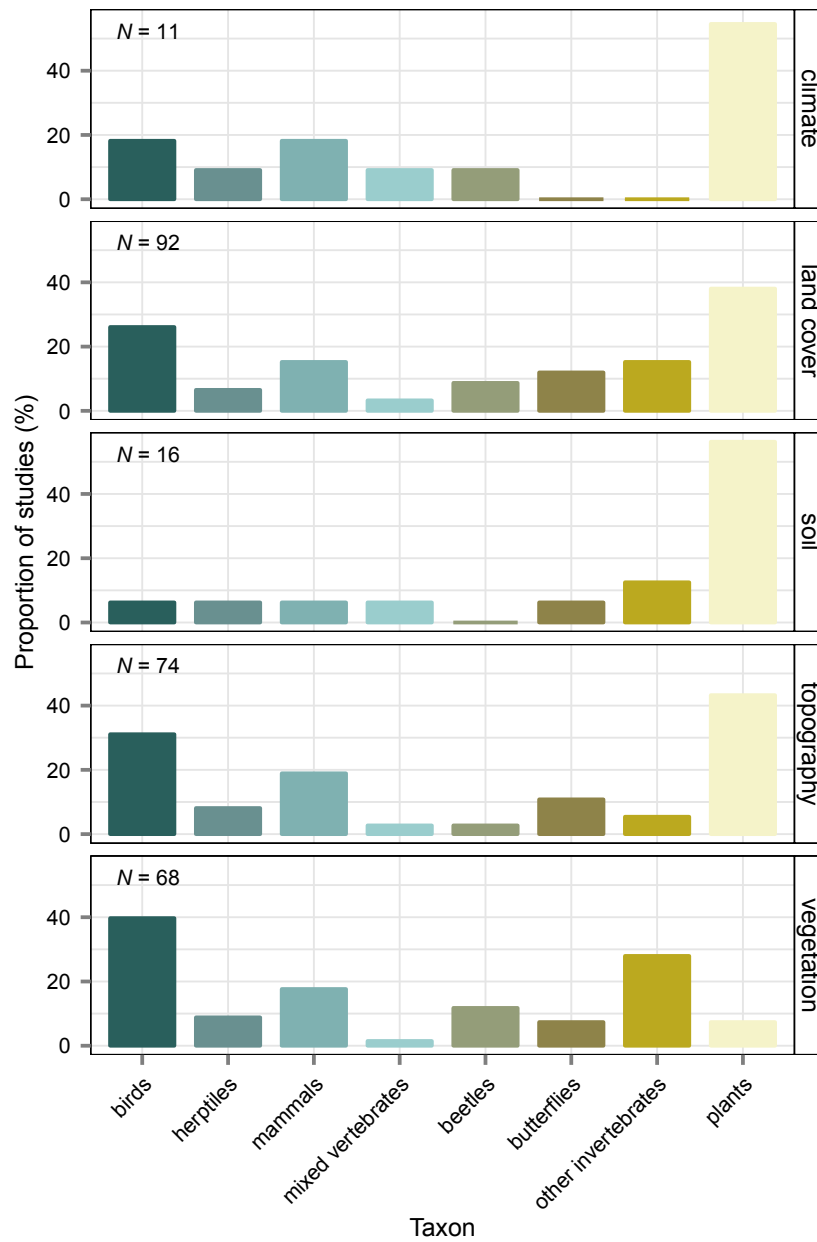 N = 11
40
20
0
climate
N = 92
40
20
0
land cover
N = 16
40
20
0
soil
N = 74
40
20
0
topography
N = 68
40
20
0
vegetation
Proportion of studies (%)
birds
herptiles
mammals
mixed vertebrates
beetles
butterflies
other invertebrates
plants
Taxon